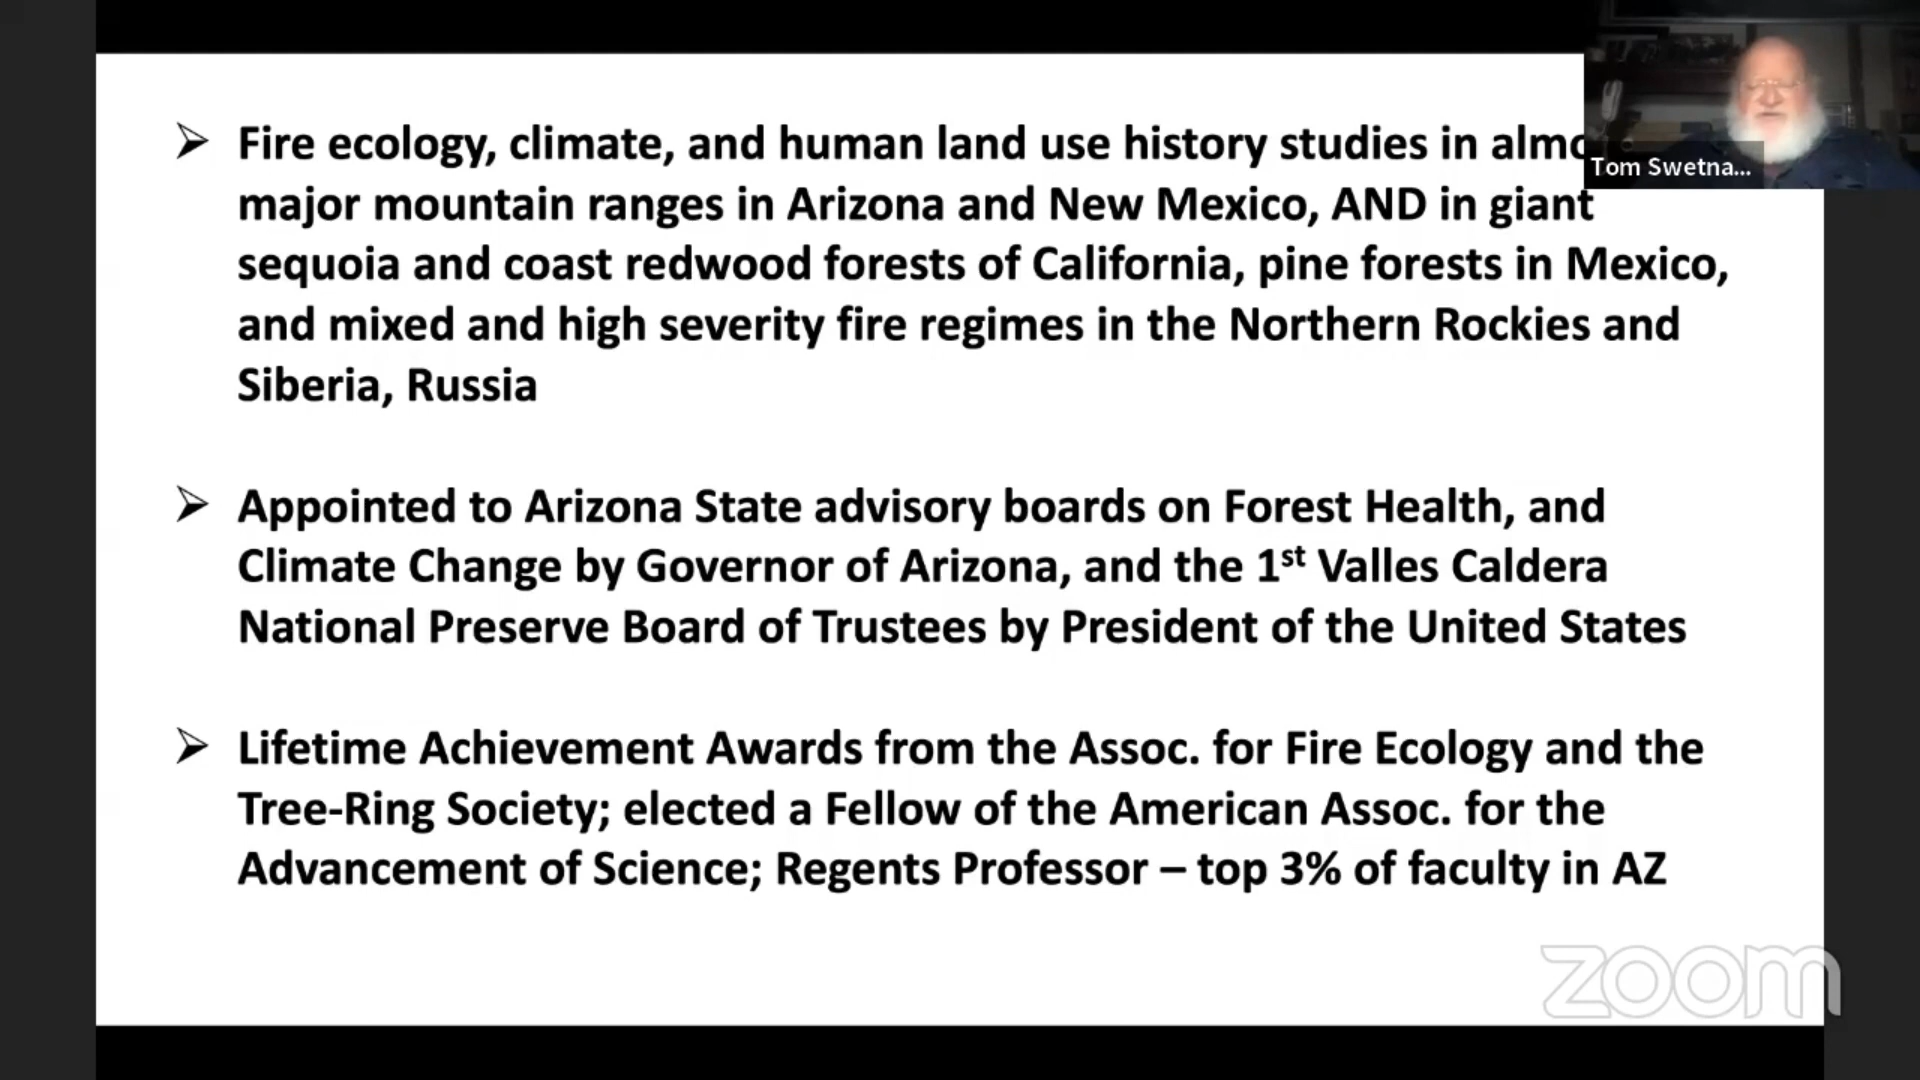 ➢ Fire ecology, climate, and human land use history studies in almo
major mountain ranges in Arizona and New Mexico, AND in giant
sequoia and coast redwood forests of California, pine forests in Mexico,
and mixed and high severity fire regimes in the Northern Rockies and
Siberia, Russia
➢ Appointed to Arizona State advisory boards on Forest Health, and
Climate Change by Governor of Arizona, and the 1st Valles Caldera
National Preserve Board of Trustees by President of the United States
➢ Lifetime Achievement Awards from the Assoc. for Fire Ecology and the
Tree-Ring Society; elected a Fellow of the American Assoc. for the
Advancement of Science; Regents Professor – top 3% of faculty in AZ
Tom Swetna...
zoom